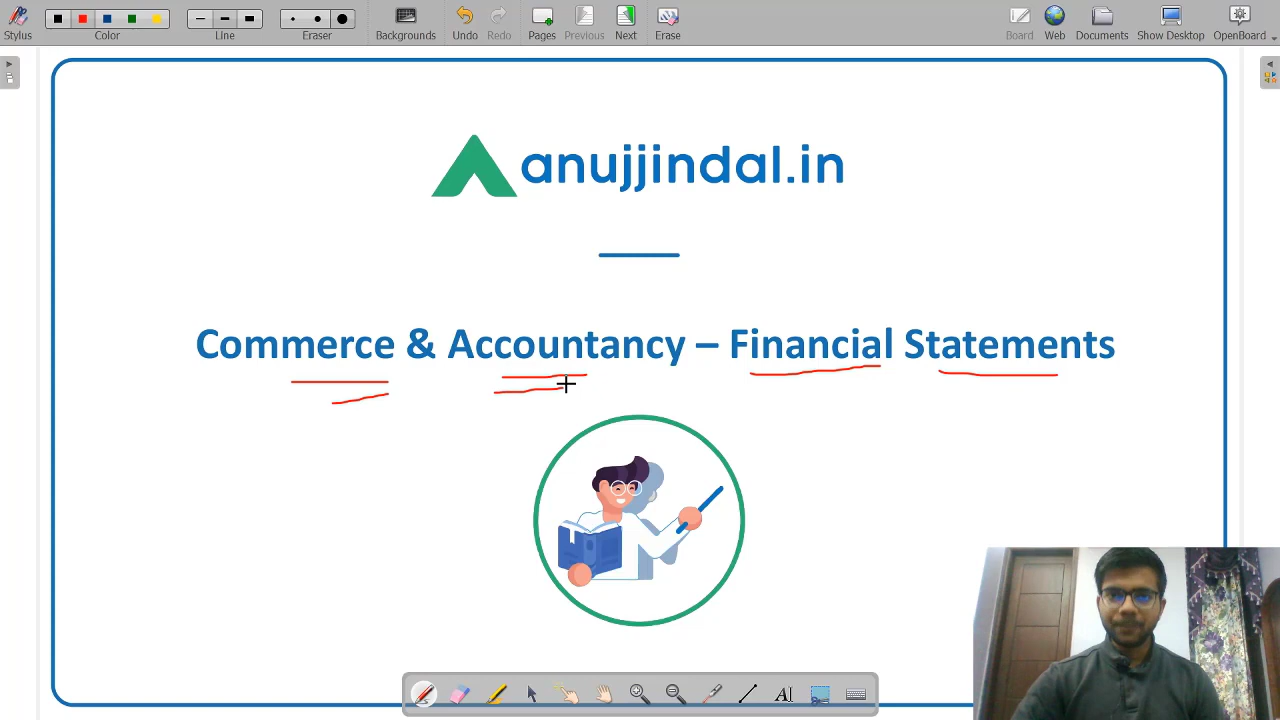 Stylus Color Line Eraser Backgrounds Undo Redo Pages Previous Next Erase Board Web Documents Show Desktop OpenBoard
anujjindal.in
Commerce & Accountancy – Financial Statements